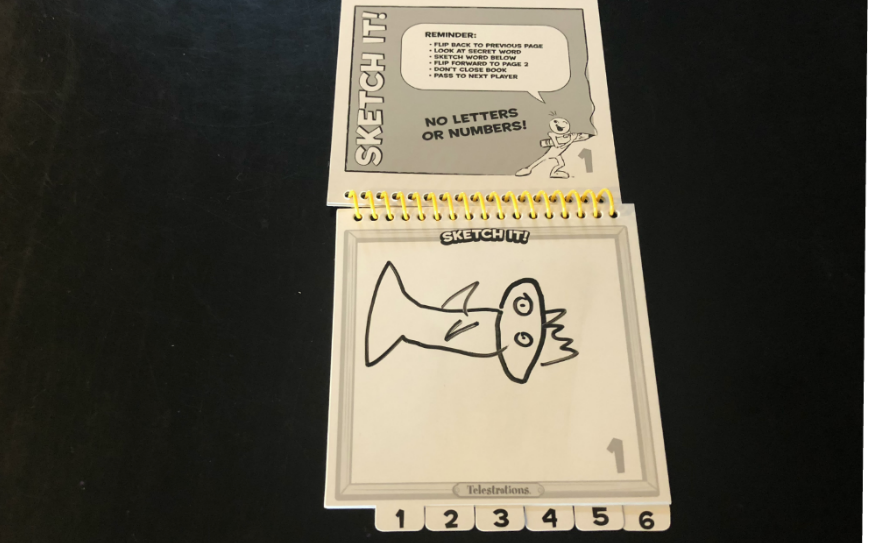 SKETCH IT!
REMINDER:
• FLIP BACK TO PREVIOUS PAGE
• LOOK AT SECRET WORD
• SKETCH WORD BELOW
• FLIP FORWARD TO PAGE 2
• DON'T CLOSE BOOK
• PASS TO NEXT PLAYER
NO LETTERS
OR NUMBERS!
1
SKETCH IT!
1
Telestrations
1 2 3 4 5 6